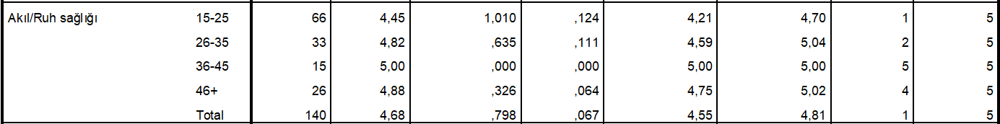 Akıl/Ruh sağlığı 15-25 66 4,45 1,010 ,124 4,21 4,70 1 5
26-35 33 4,82 ,635 ,111 4,59 5,04 2 5
36-45 15 5,00 ,000 ,000 5,00 5,00 5 5
46+ 26 4,88 ,326 ,064 4,75 5,02 4 5
Total 140 4,68 ,798 ,067 4,55 4,81 1 5